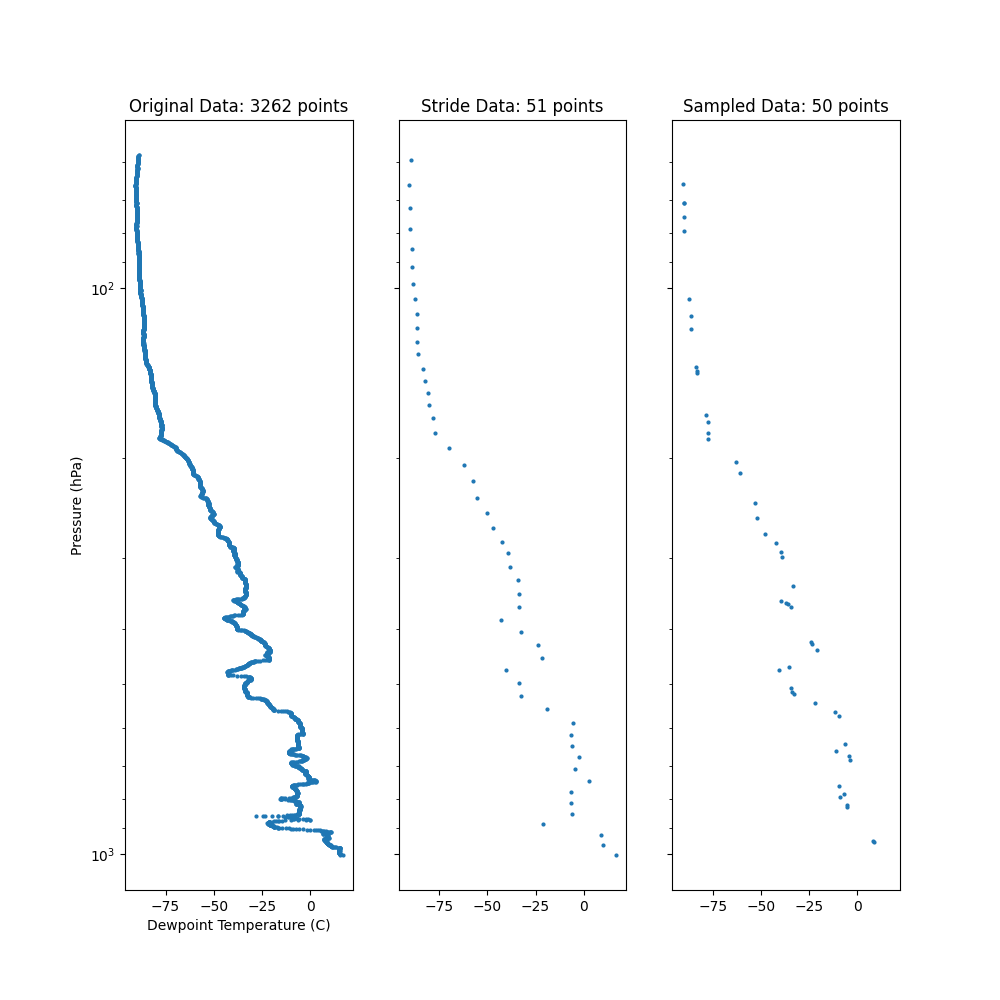 Original Data: 3262 points
Stride Data: 51 points
Sampled Data: 50 points
10²
10³
Pressure (hPa)
−75 −50 −25 0
−75 −50 −25 0
−75 −50 −25 0
Dewpoint Temperature (C)